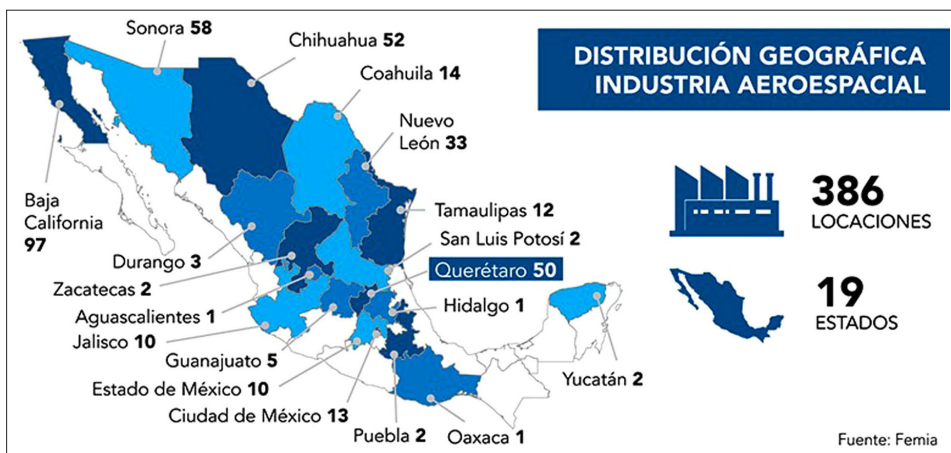 Sonora 58
Chihuahua 52
Coahuila 14
Nuevo
León 33
Baja
California
97
Tamaulipas 12
San Luis Potosí 2
Querétaro 50
Hidalgo 1
Durango 3
Zacatecas 2
Aguascalientes 1
Jalisco 10
Guanajuato 5
Estado de México 10
Ciudad de México 13
Puebla 2
Oaxaca 1
Yucatán 2
DISTRIBUCIÓN GEOGRÁFICA
INDUSTRIA AEROESPACIAL
386
LOCACIONES
19
ESTADOS
Fuente: Femia